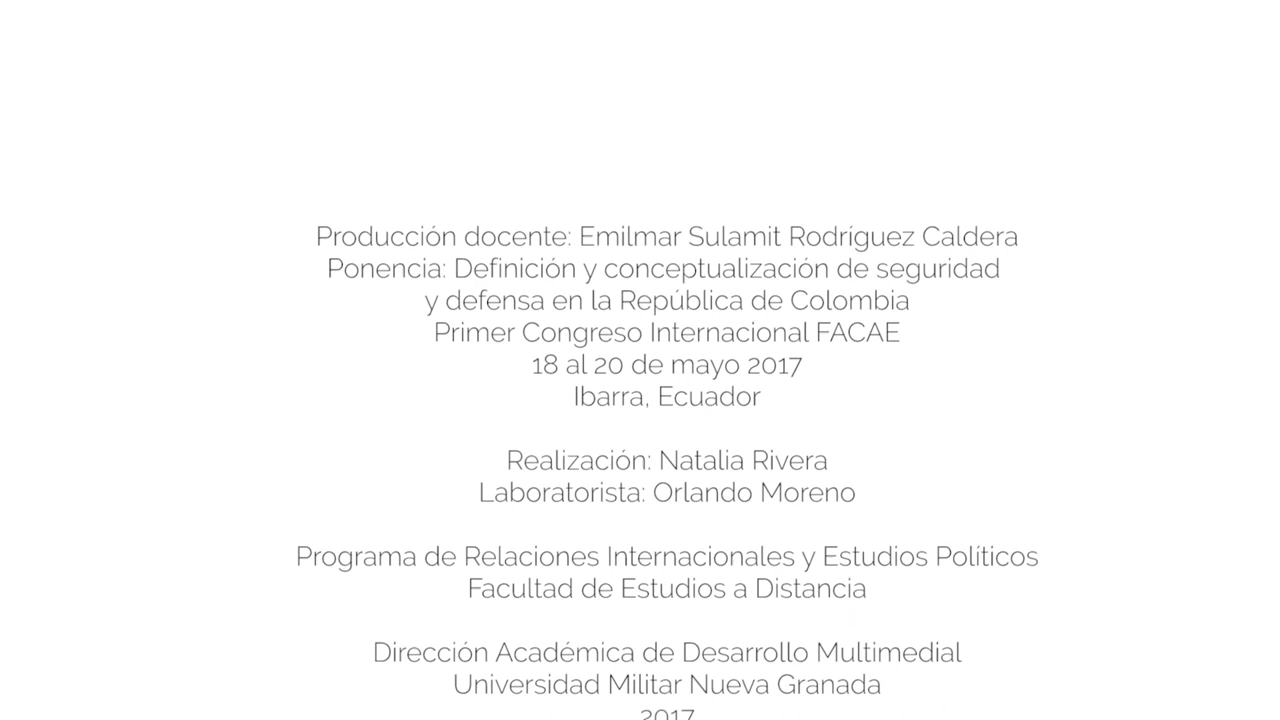 Producción docente: Emilmar Sulamit Rodríguez Caldera
Ponencia: Definición y conceptualización de seguridad
y defensa en la República de Colombia
Primer Congreso Internacional FACAE
18 al 20 de mayo 2017
Ibarra, Ecuador
Realización: Natalia Rivera
Laboratorista: Orlando Moreno
Programa de Relaciones Internacionales y Estudios Políticos
Facultad de Estudios a Distancia
Dirección Académica de Desarrollo Multimedial
Universidad Militar Nueva Granada
2017